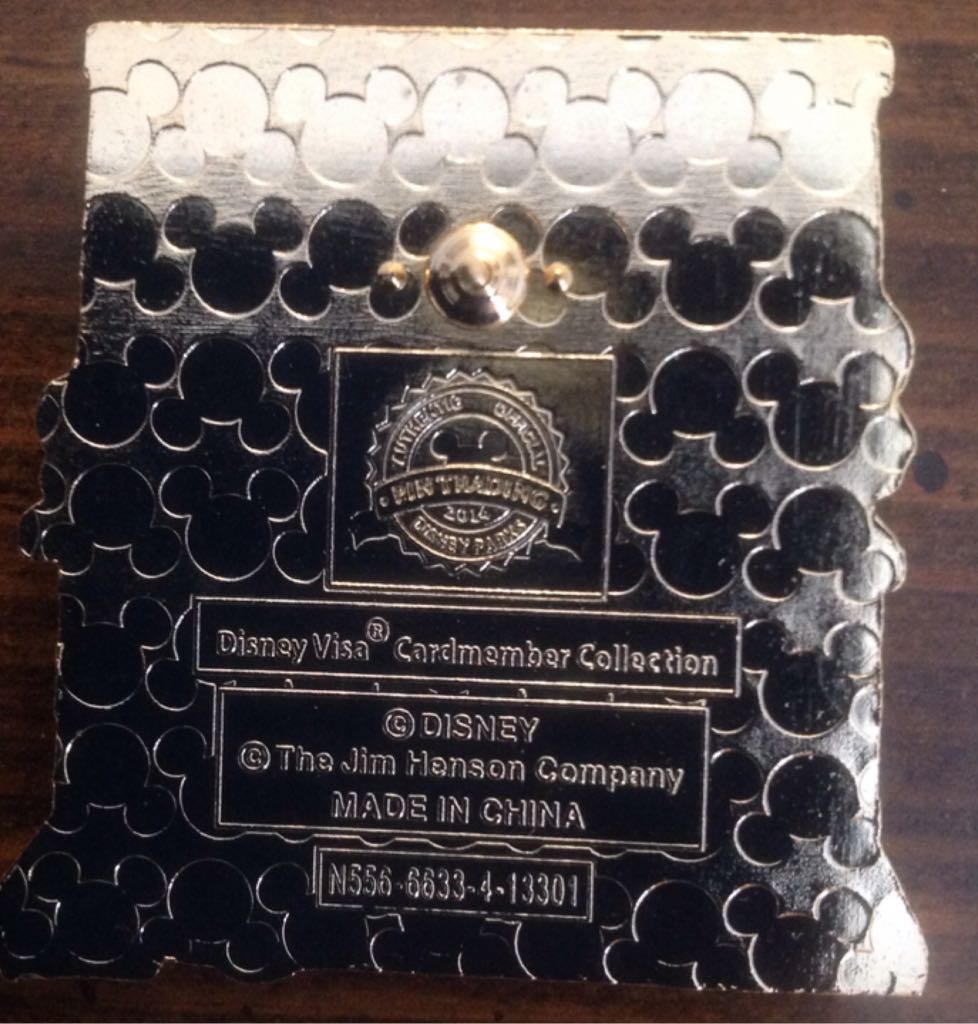 AUTHENTIC OFFICIAL
PIN TRADING
2014
DISNEY PARKS
Disney Visa® Cardmember Collection
© DISNEY
© The Jim Henson Company
MADE IN CHINA
N556-6633-4-13301